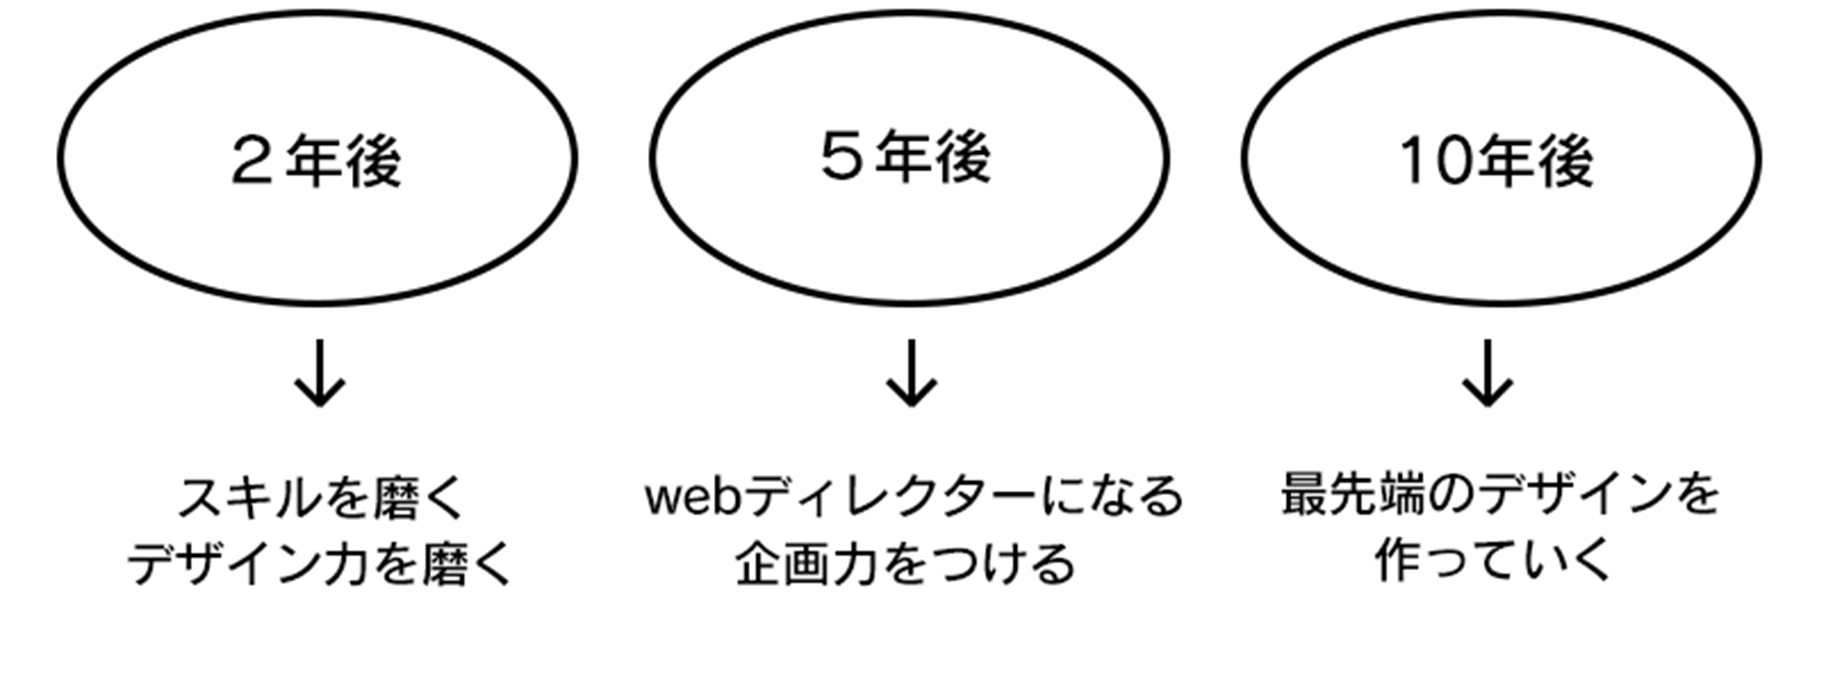 ２年後
５年後
10年後
スキルを磨く
デザイン力を磨く
webディレクターになる
企画力をつける
最先端のデザインを
作っていく